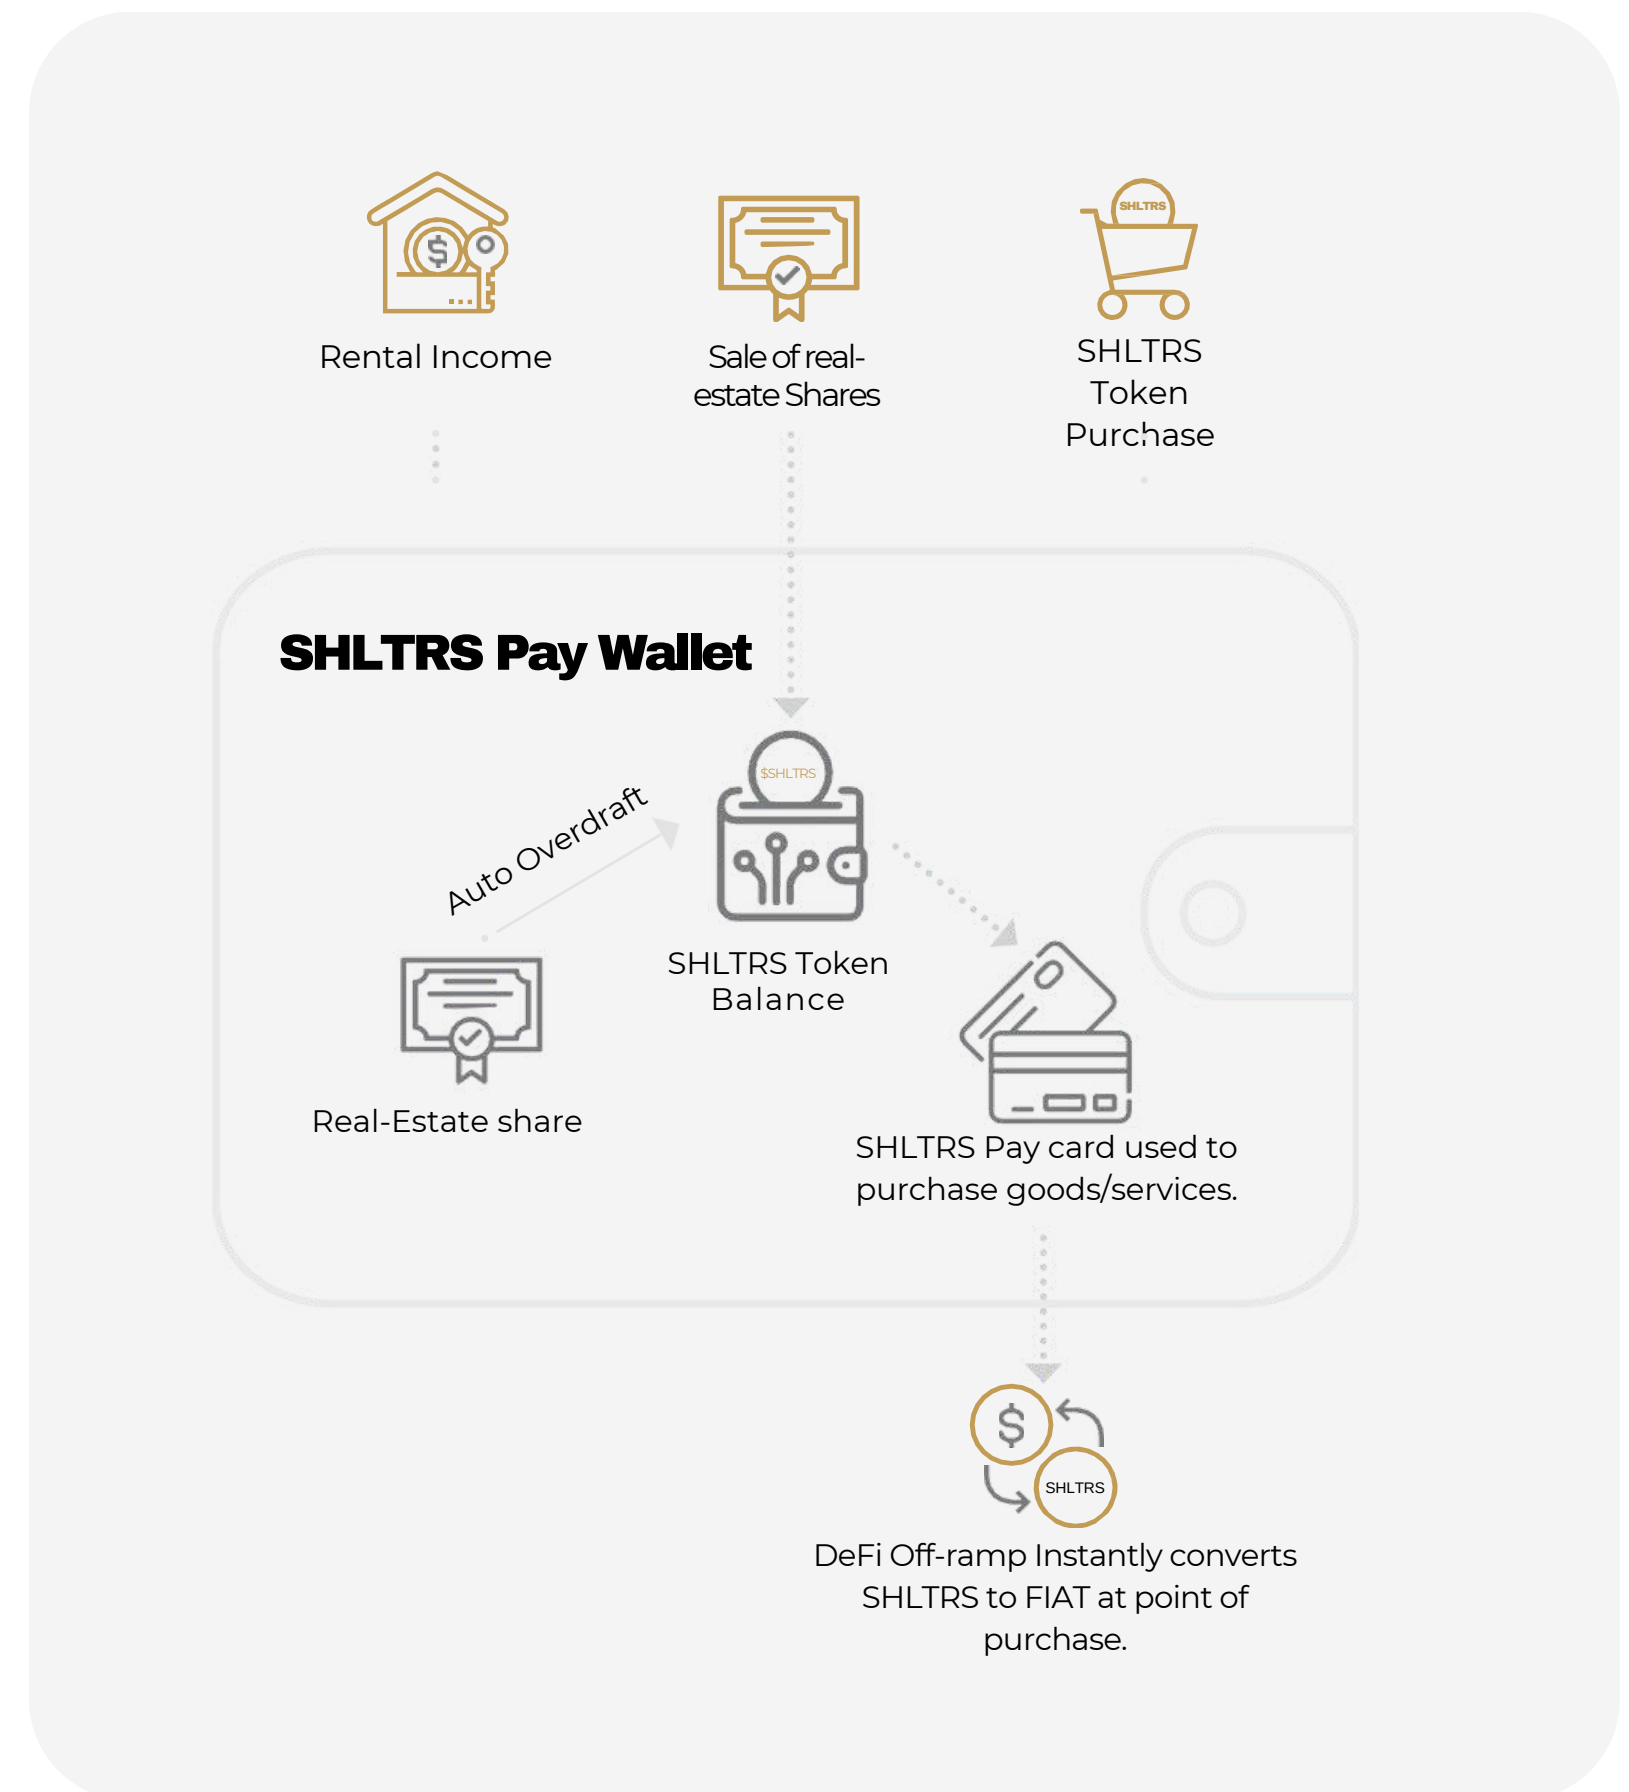 SHLTRS
Rental Income
Sale of real-
estate Shares
SHLTRS
Token
Purchase
SHLTRS Pay Wallet
$SHLTRS
Auto Overdraft
SHLTRS Token
Balance
Real-Estate share
SHLTRS Pay card used to
purchase goods/services.
$
SHLTRS
DeFi Off-ramp Instantly converts
SHLTRS to FIAT at point of
purchase.